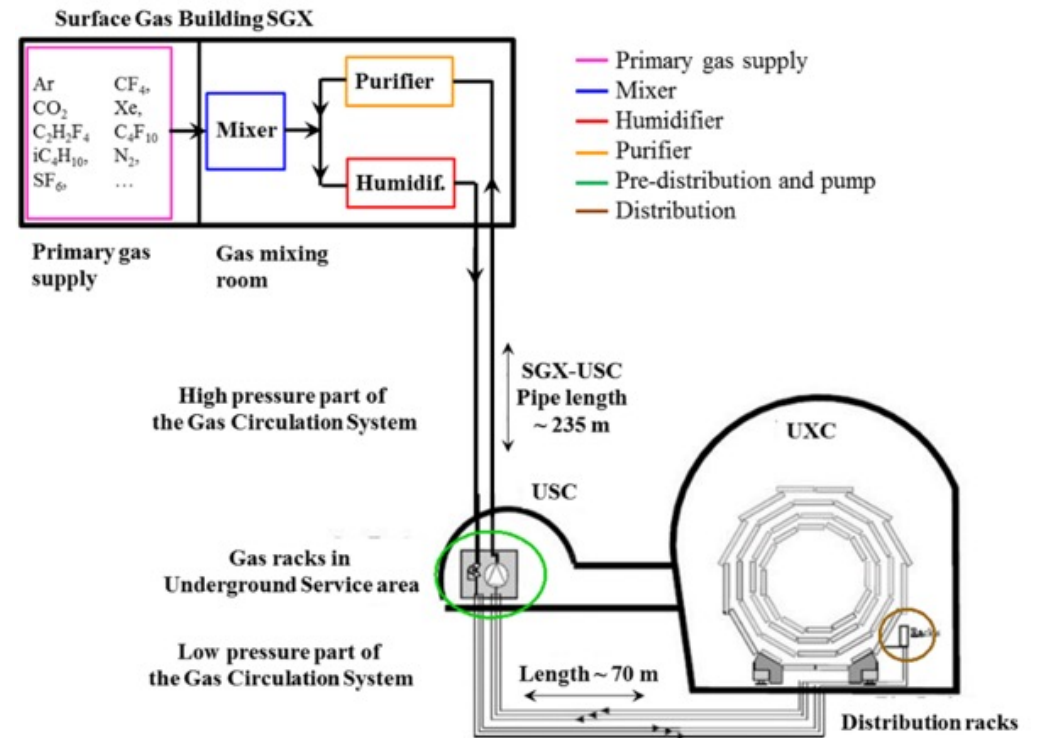 Surface Gas Building SGX
Ar CF₄,
CO₂ Xe,
C₂H₂F₄ C₄F₁₀
iC₄H₁₀, N₂,
SF₆, ...
Mixer
Purifier
Humidif.
Primary gas supply
Mixer
Humidifier
Purifier
Pre-distribution and pump
Distribution
Primary gas
supply
Gas mixing
room
High pressure part of
the Gas Circulation System
SGX-USC
Pipe length
~ 235 m
UXC
USC
Gas racks in
Underground Service area
Low pressure part of
the Gas Circulation System
Length ~ 70 m
Distribution racks